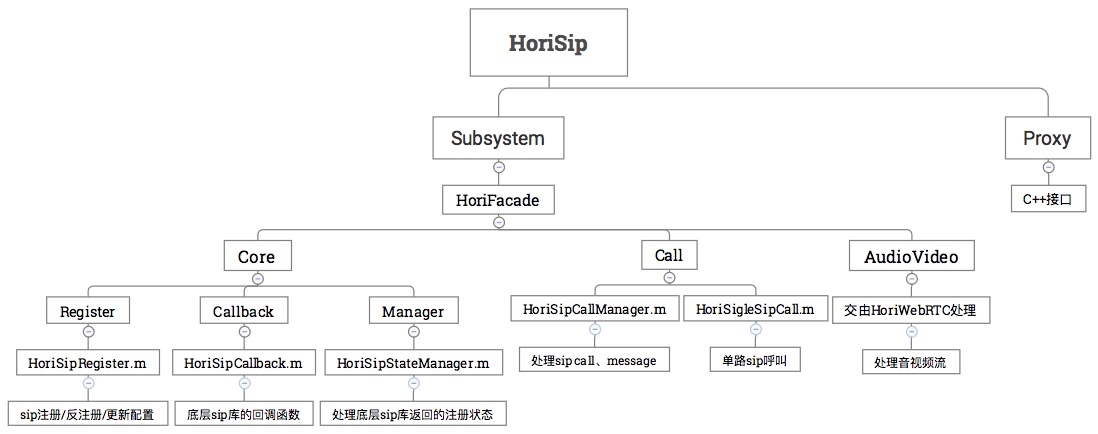 HoriSip
Subsystem
Proxy
HoriFacade
C++接口
Core
Call
AudioVideo
Register
Callback
Manager
HoriSipCallManager.m
HoriSigleSipCall.m
交由HoriWebRTC处理
HoriSipRegister.m
HoriSipCallback.m
HoriSipStateManager.m
处理sip call、message
单路sip呼叫
处理音视频流
sip注册/反注册/更新配置
底层sip库的回调函数
处理底层sip库返回的注册状态